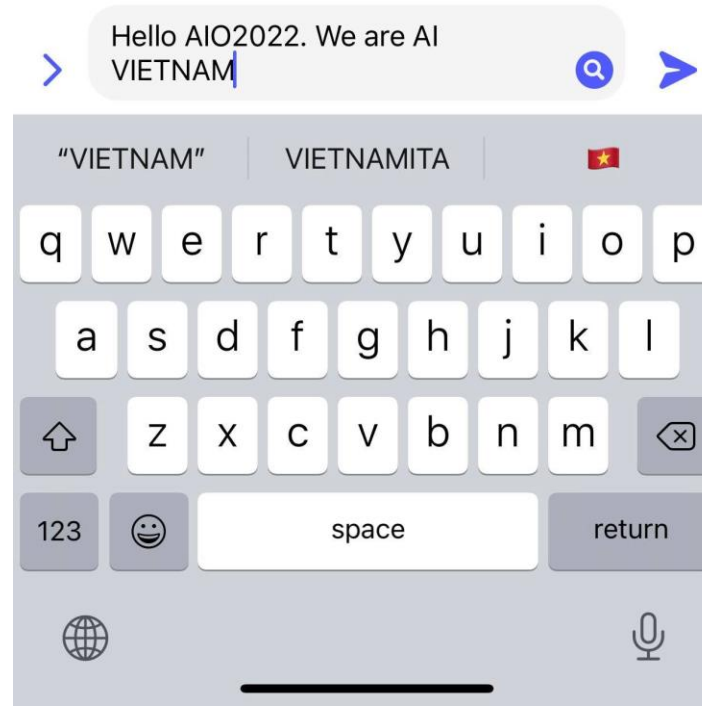 Hello AIO2022. We are AI
VIETNAM
“VIETNAM” VIETNAMITA 🇻🇳
q w e r t y u i o p
a s d f g h j k l
z x c v b n m
123 space return